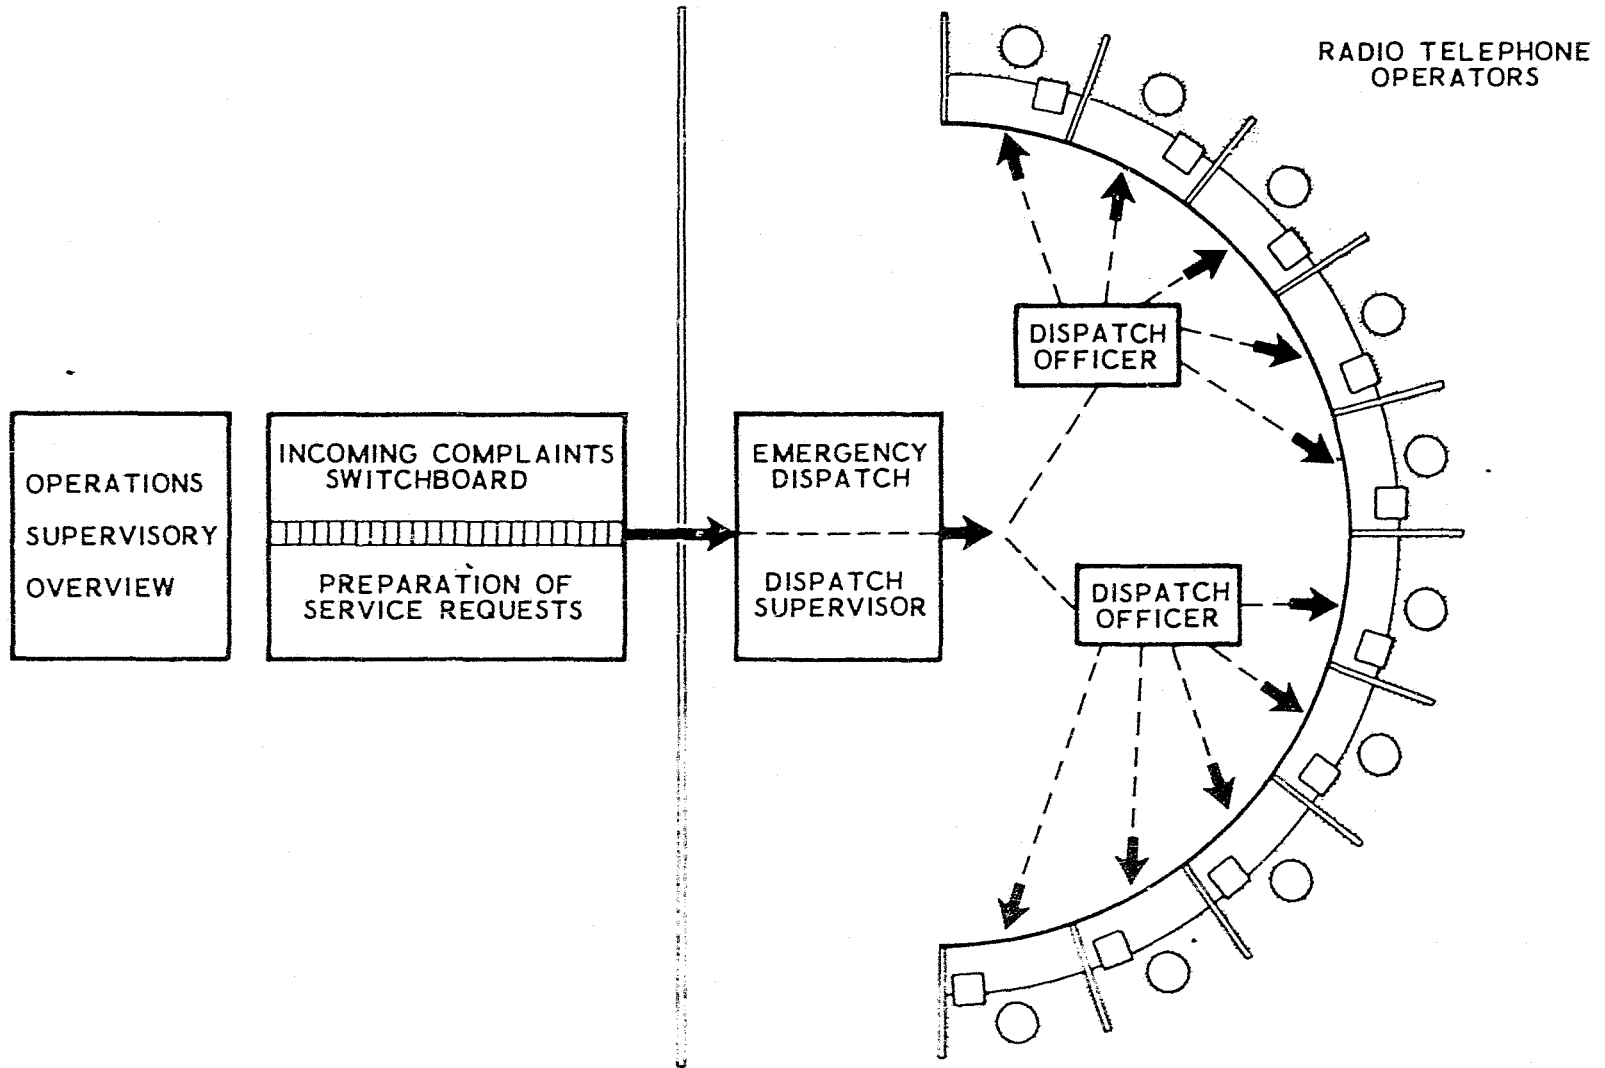 RADIO TELEPHONE
OPERATORS
DISPATCH
OFFICER
OPERATIONS
SUPERVISORY
OVERVIEW
INCOMING COMPLAINTS
SWITCHBOARD
PREPARATION OF
SERVICE REQUESTS
EMERGENCY
DISPATCH
DISPATCH
SUPERVISOR
DISPATCH
OFFICER